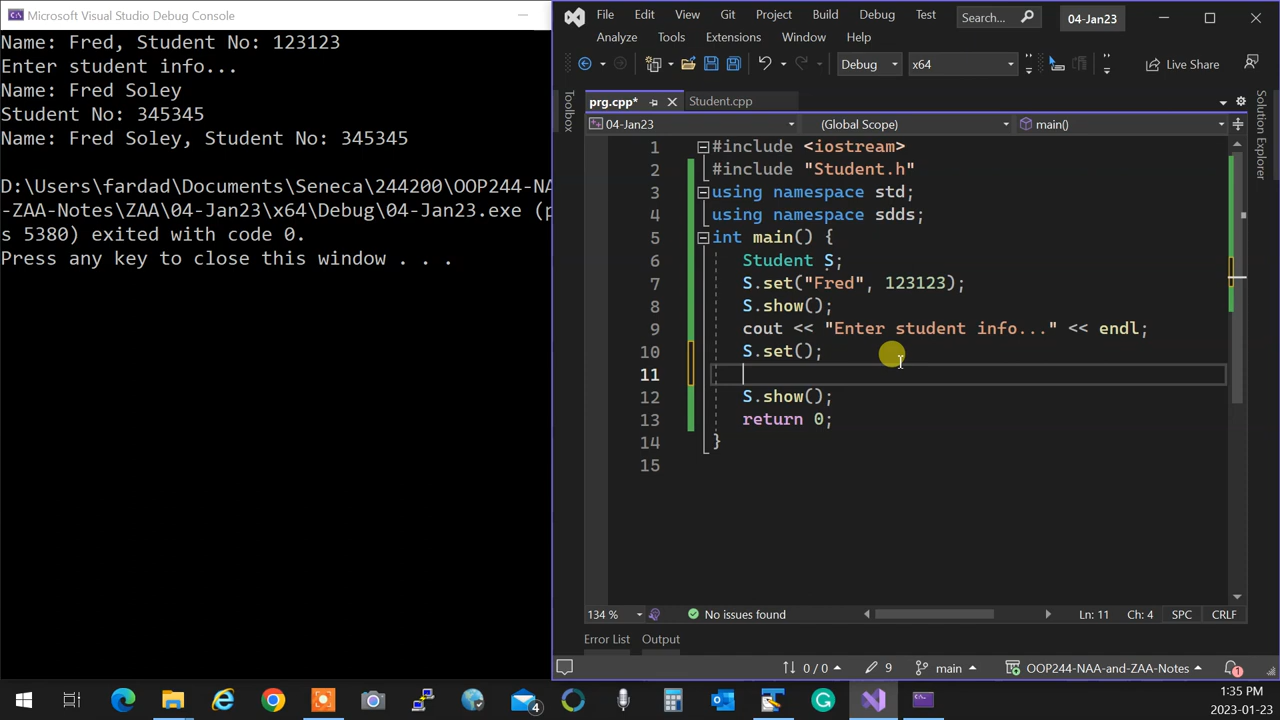 Microsoft Visual Studio Debug Console
Name: Fred, Student No: 123123
Enter student info...
Name: Fred Soley
Student No: 345345
Name: Fred Soley, Student No: 345345
D:\Users\fardad\Documents\Seneca\244200\OOP244-NA
-ZAA-Notes\ZAA\04-Jan23\x64\Debug\04-Jan23.exe (p
s 5380) exited with code 0.
Press any key to close this window . . .
File Edit View Git Project Build Debug Test Search... 04-Jan23
Analyze Tools Extensions Window Help
Debug x64 Live Share
prg.cpp* Student.cpp
04-Jan23 (Global Scope) main()
Toolbox
1 #include <iostream>
2 #include "Student.h"
3 using namespace std;
4 using namespace sdds;
5 int main() {
6 Student S;
7 S.set("Fred", 123123);
8 S.show();
9 cout << "Enter student info..." << endl;
10 S.set();
11
12 S.show();
13 return 0;
14 }
15
Solution Explorer
134 % No issues found Ln: 11 Ch: 4 SPC CRLF
Error List Output
0 / 0 9 main OOP244-NAA-and-ZAA-Notes 1
4
1:35 PM
2023-01-23